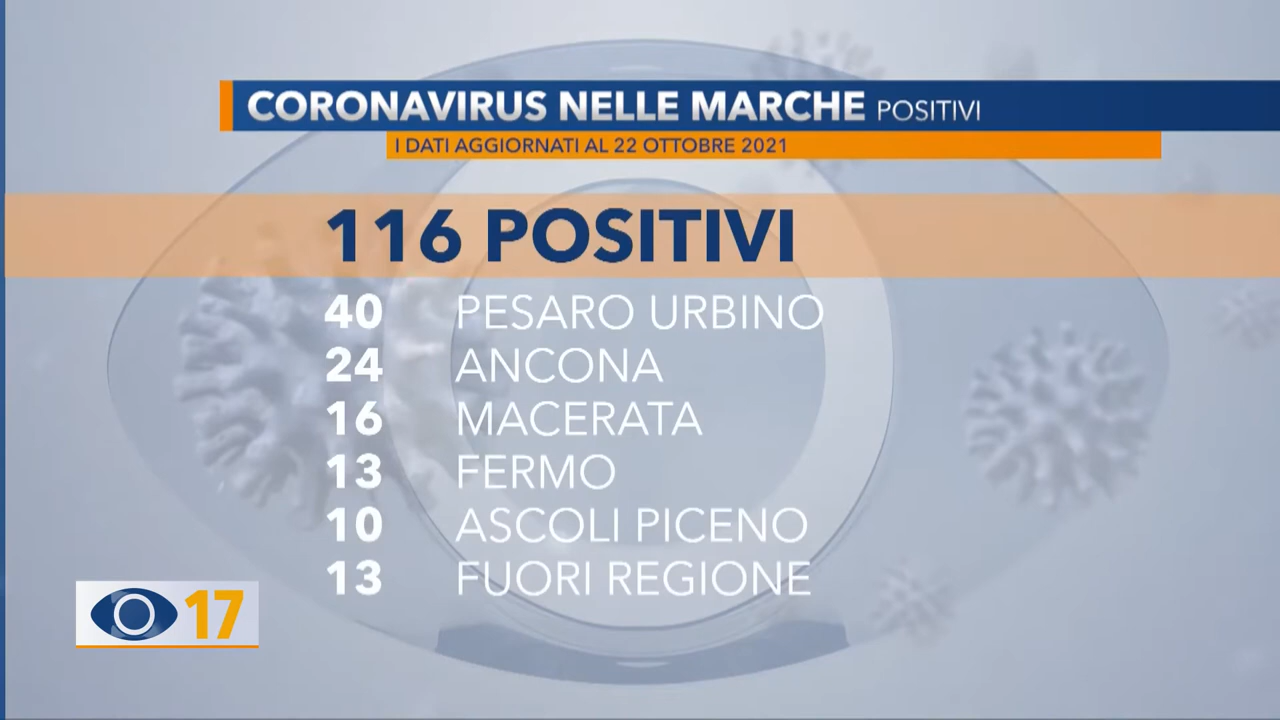 CORONAVIRUS NELLE MARCHE POSITIVI
I DATI AGGIORNATI AL 22 OTTOBRE 2021
116 POSITIVI
40 PESARO URBINO
24 ANCONA
16 MACERATA
13 FERMO
10 ASCOLI PICENO
13 FUORI REGIONE
17